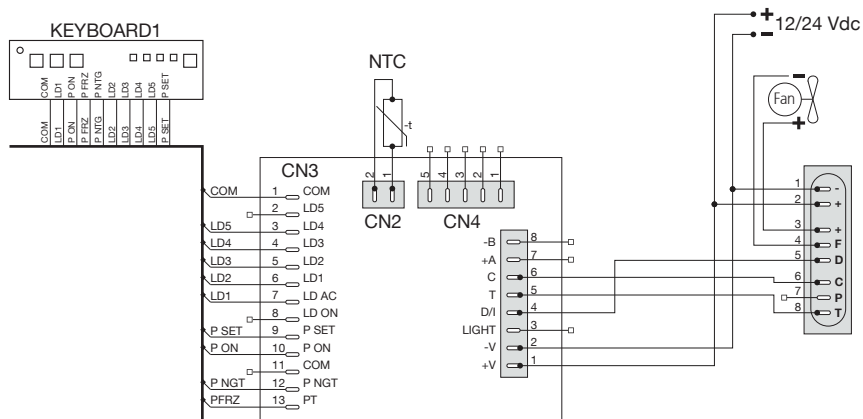 KEYBOARD1
COM LD1 P ON P FRZ P NTG LD2 LD3 LD4 LD5 P SET
COM LD1 P ON P FRZ P NTG LD2 LD3 LD4 LD5 P SET
NTC
-t
+ 12/24 Vdc
-
-
Fan
+
CN3
2 1
CN2
5 4 3 2 1
CN4
COM 1 COM
2 LD5
LD5 3 LD4
LD4 4 LD3
LD3 5 LD2
LD2 6 LD1
LD1 7 LD AC
8 LD ON
P SET 9 P SET
P ON 10 P ON
11 COM
P NGT 12 P NGT
PFRZ 13 PT
-B 8
+A 7
C 6
T 5
D/I 4
LIGHT 3
-V 2
+V 1
1 -
2 +
3 +
4 F
5 D
6 C
7 P
8 T